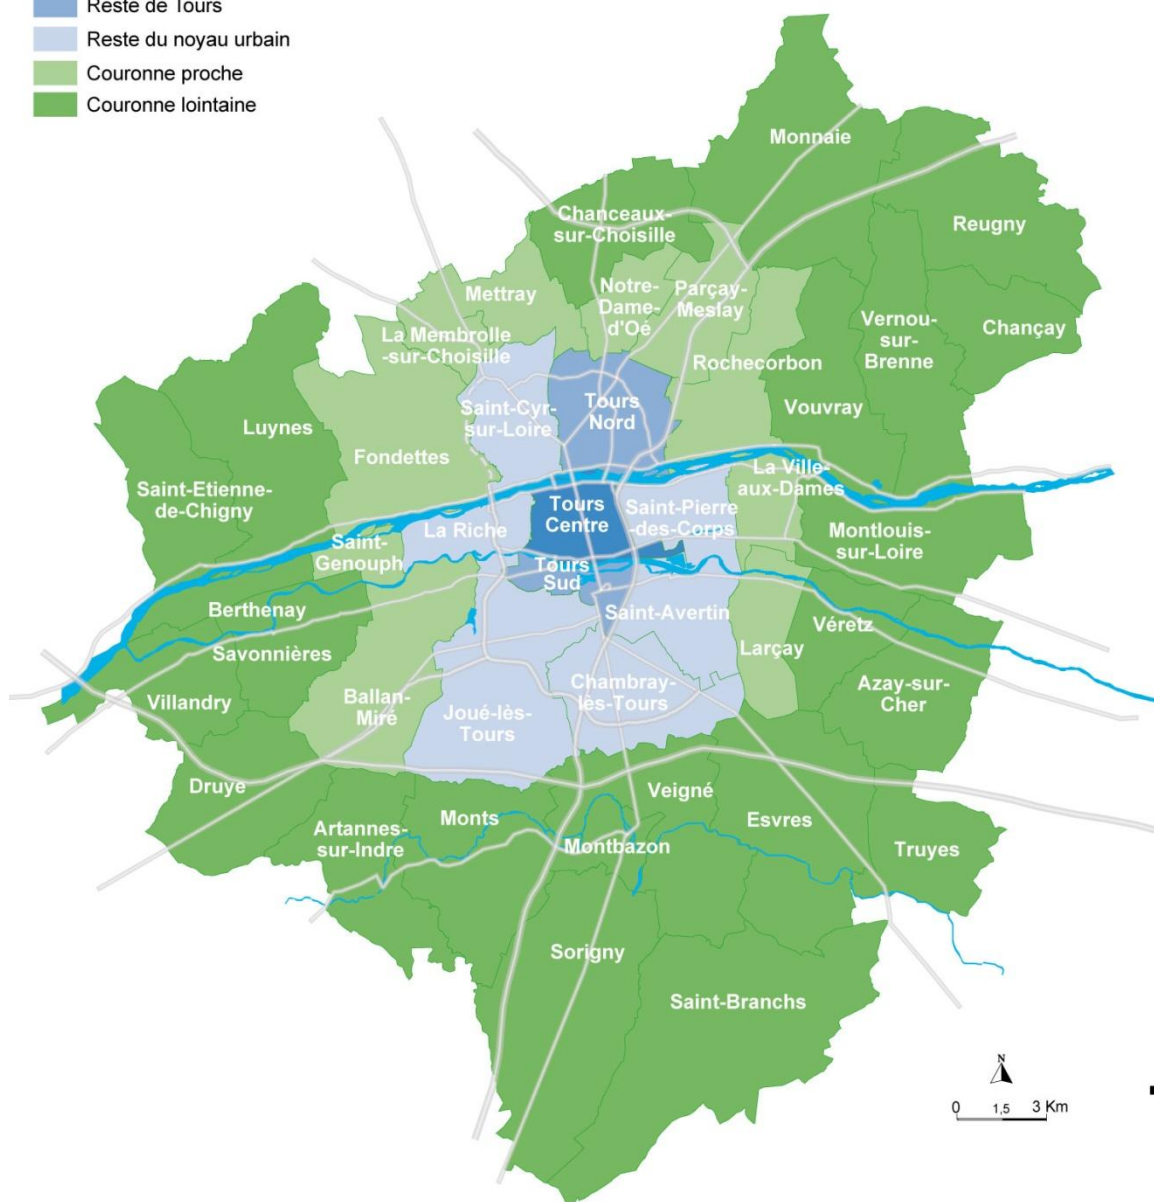 Reste de Tours
Reste du noyau urbain
Couronne proche
Couronne lointaine
Monnaie
Chanceaux-
sur-Choisille
Reugny
Mettray
Notre-
Dame-
d'Oé
Parçay-
Meslay
Vernou-
sur-
Brenne
Chançay
La Membrolle
-sur-Choisille
Rochecorbon
Tours
Nord
Saint-Cyr-
sur-Loire
Vouvray
Luynes
Fondettes
La Ville-
aux-Dames
Saint-Etienne-
de-Chigny
Tours
Centre
Saint-Pierre
-des-Corps
La Riche
Montlouis-
sur-Loire
Saint-
Genouph
Tours
Sud
Berthenay
Saint-Avertin
Véretz
Savonnières
Larçay
Villandry
Ballan-
Miré
Chambray-
lès-Tours
Azay-sur-
Cher
Joué-lès-
Tours
Druye
Veigné
Monts
Esvres
Artannes-
sur-Indre
Montbazon
Truyes
Sorigny
Saint-Branchs
N
0 1,5 3 Km